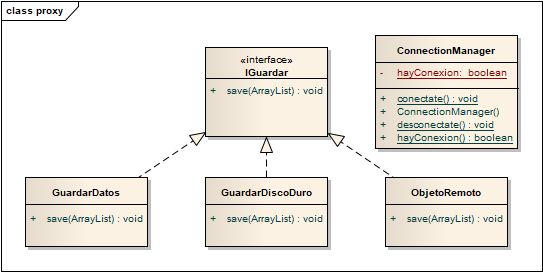 class proxy
«interface»
IGuardar
+ save(ArrayList) : void
ConnectionManager
- hayConexion: boolean
+ conectate() : void
+ ConnectionManager()
+ desconectate() : void
+ hayConexion() : boolean
GuardarDatos
+ save(ArrayList) : void
GuardarDiscoDuro
+ save(ArrayList) : void
ObjetoRemoto
+ save(ArrayList) : void